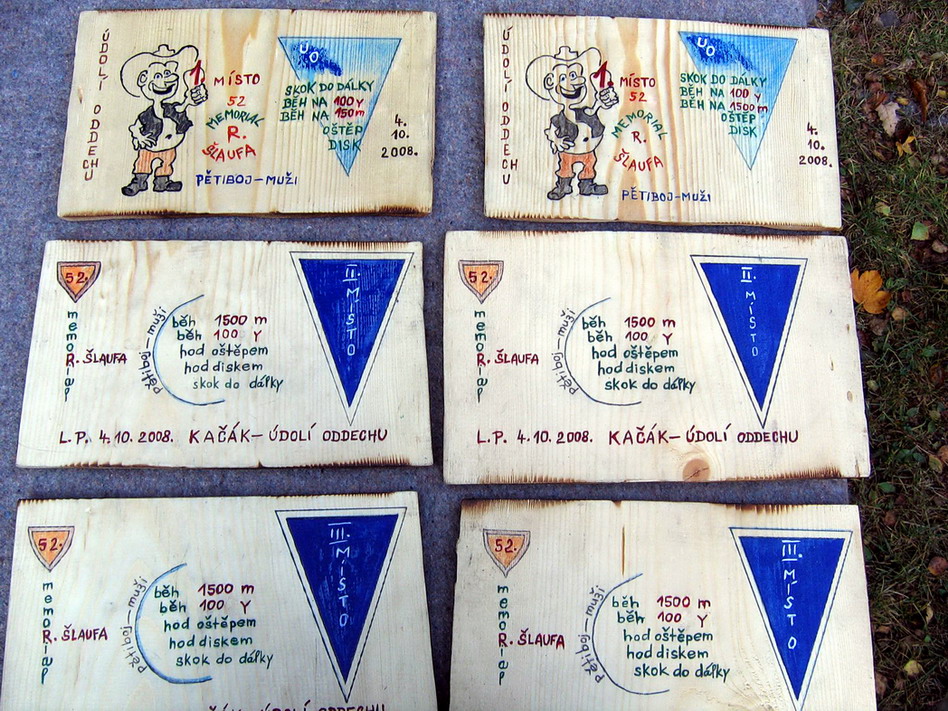 ÚDOLÍ ODDECHU
1. MÍSTO
52
MEMORIAL
R.
ŠLAUFA
PĚTIBOJ-MUŽI
UO
SKOK DO DÁLKY
BĚH NA 100 Y
BĚH NA 150 m
OŠTĚP
DISK
4.
10.
2008.
ÚDOLÍ ODDECHU
1. MÍSTO
52
MEMORIAL
R.
ŠLAUFA
PĚTIBOJ-MUŽI
UO
SKOK DO DÁLKY
BĚH NA 100 Y
BĚH NA 1500 m
OŠTĚP
DISK
4.
10.
2008.
52.
memoRial
R. ŠLAUFA
pětiboj-muži
běh 1500 m
běh 100 Y
hod oštěpem
hod diskem
skok do dálky
II. MÍSTO
L.P. 4.10.2008. KAČÁK-ÚDOLÍ ODDECHU
52.
memoRial
R. ŠLAUFA
pětiboj-muži
běh 1500 m
běh 100 Y
hod oštěpem
hod diskem
skok do dálky
II. MÍSTO
L.P. 4.10.2008. KAČÁK-ÚDOLÍ ODDECHU
52.
memoRial
R. ŠLAUFA
pětiboj-muži
běh 1500 m
běh 100 Y
hod oštěpem
hod diskem
skok do dálky
III. MÍSTO
52.
memoRial
R. ŠLAUFA
pětiboj-muži
běh 1500 m
běh 100 Y
hod oštěpem
hod diskem
skok do dálky
III. MÍSTO